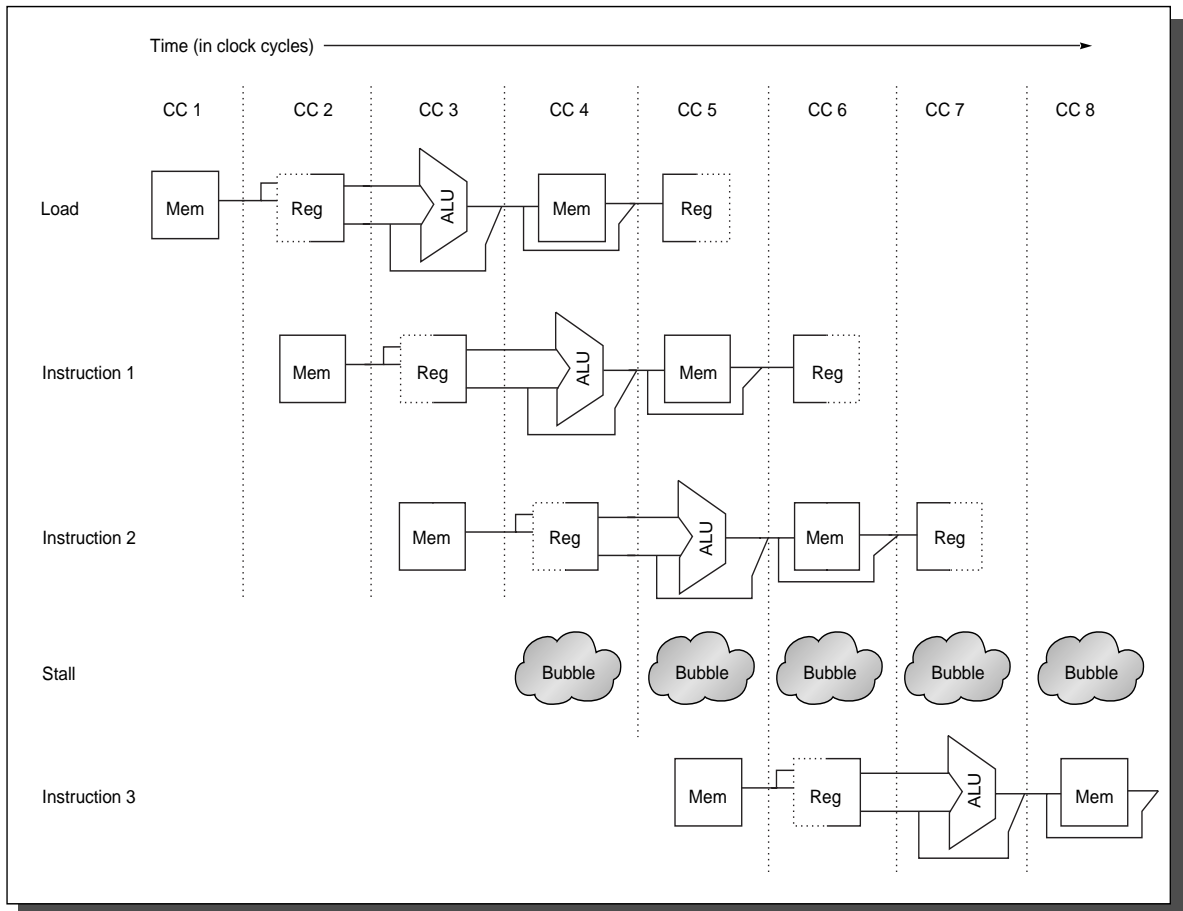 Time (in clock cycles)
CC 1 CC 2 CC 3 CC 4 CC 5 CC 6 CC 7 CC 8
Load Mem Reg ALU Mem Reg
Instruction 1 Mem Reg ALU Mem Reg
Instruction 2 Mem Reg ALU Mem Reg
Stall Bubble Bubble Bubble Bubble Bubble
Instruction 3 Mem Reg ALU Mem